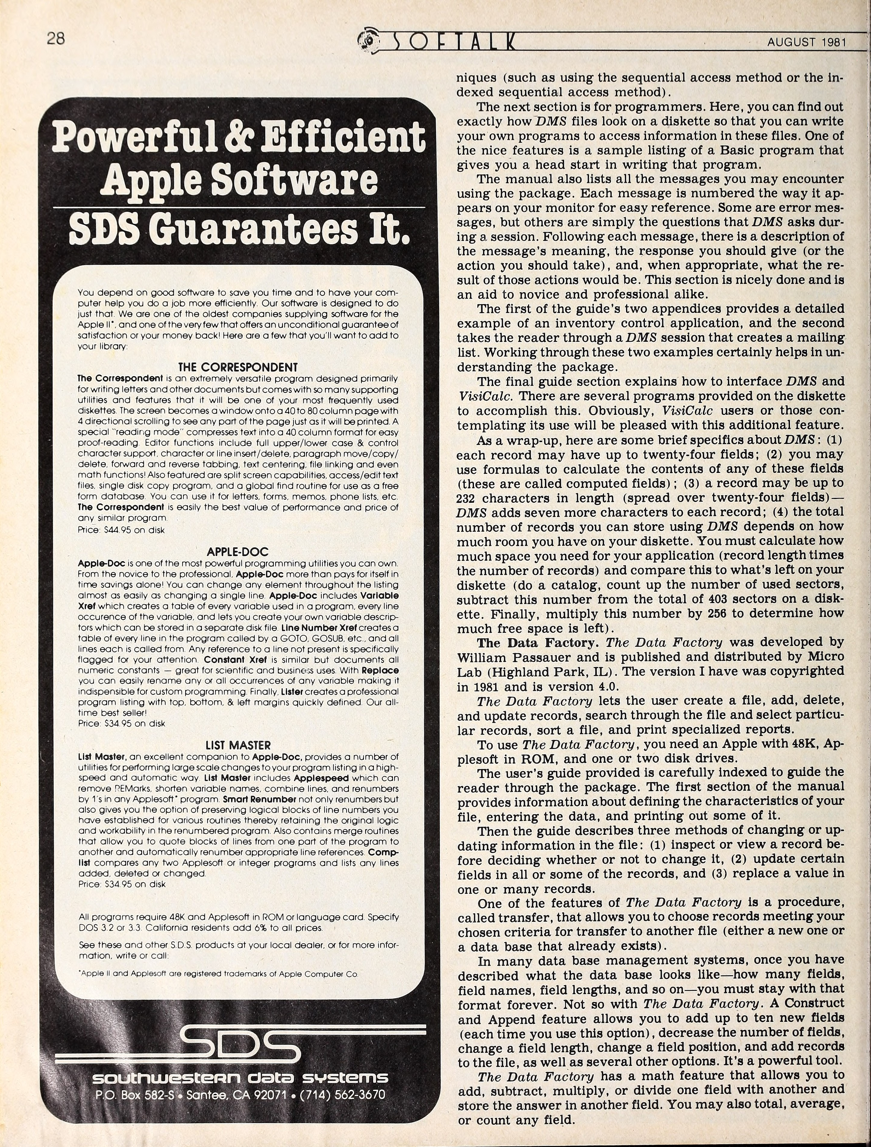 28
SOFTALK
AUGUST 1981
Powerful & Efficient
Apple Software
SDS Guarantees It.
You depend on good software to save you time and to have your com-
puter help you do a job more efficiently. Our software is designed to do
just that. We are one of the oldest companies supplying software for the
Apple II*, and one of the very few that offers an unconditional guarantee of
satisfaction or your money back! Here are a few that you'll want to add to
your library:
THE CORRESPONDENT
The Correspondent is an extremely versatile program designed primarily
for writing letters and other documents but comes with so many supporting
utilities and features that it will be one of your most frequently used
diskettes. The screen becomes a window onto a 40 to 80 column page with
4 directional scrolling to see any part of the page just as it will be printed. A
special "reading mode" compresses text into a 40 column format for easy
proof-reading. Editor functions include full upper/lower case & control
character support, character or line insert/delete, paragraph move/copy/
delete, forward and reverse tabbing, text centering, file linking and even
math functions! Also featured are split screen capabilities, access/edit text
files, single disk copy program, and a global find routine for use as a free
form database. You can use it for letters, forms, memos, phone lists, etc.
The Correspondent is easily the best value of performance and price of
any similar program.
Price: $44.95 on disk
APPLE-DOC
Apple-Doc is one of the most powerful programming utilities you can own.
From the novice to the professional, Apple-Doc more than pays for itself in
time savings alone! You can change any element throughout the listing
almost as easily as changing a single line. Apple-Doc includes Variable
Xref which creates a table of every variable used in a program, every line
occurence of the variable, and lets you create your own variable descrip-
tors which can be stored in a separate disk file. Line Number Xref creates a
table of every line in the program called by a GOTO, GOSUB, etc., and all
lines each is called from. Any reference to a line not present is specifically
flagged for your attention. Constant Xref is similar but documents all
numeric constants — great for scientific and business uses. With Replace
you can easily rename any or all occurrences of any variable making it
indispensible for custom programming. Finally, Lister creates a professional
program listing with top, bottom, & left margins quickly defined. Our all-
time best seller!
Price: $34.95 on disk
LIST MASTER
List Master, an excellent companion to Apple-Doc, provides a number of
utilities for performing large scale changes to your program listing in a high-
speed and automatic way. List Master includes Applespeed which can
remove REMarks, shorten variable names, combine lines, and renumbers
by 1's in any Applesoft* program. Smart Renumber not only renumbers but
also gives you the option of preserving logical blocks of line numbers you
have established for various routines thereby retaining the original logic
and workability in the renumbered program. Also contains merge routines
that allow you to quote blocks of lines from one part of the program to
another and automatically renumber appropriate line references. Comp-
list compares any two Applesoft or integer programs and lists any lines
added, deleted or changed.
Price: $34.95 on disk
All programs require 48K and Applesoft in ROM or language card. Specify
DOS 3.2 or 3.3. California residents add 6% to all prices.
See these and other S.D.S. products at your local dealer, or for more infor-
mation, write or call:
*Apple II and Applesoft are registered trademarks of Apple Computer Co.
SDS
southwestern data systems
P.O. Box 582-S • Santee, CA 92071 • (714) 562-3670
niques (such as using the sequential access method or the in-
dexed sequential access method).
The next section is for programmers. Here, you can find out
exactly how DMS files look on a diskette so that you can write
your own programs to access information in these files. One of
the nice features is a sample listing of a Basic program that
gives you a head start in writing that program.
The manual also lists all the messages you may encounter
using the package. Each message is numbered the way it ap-
pears on your monitor for easy reference. Some are error mes-
sages, but others are simply the questions that DMS asks dur-
ing a session. Following each message, there is a description of
the message's meaning, the response you should give (or the
action you should take), and, when appropriate, what the re-
sult of those actions would be. This section is nicely done and is
an aid to novice and professional alike.
The first of the guide's two appendices provides a detailed
example of an inventory control application, and the second
takes the reader through a DMS session that creates a mailing
list. Working through these two examples certainly helps in un-
derstanding the package.
The final guide section explains how to interface DMS and
VisiCalc. There are several programs provided on the diskette
to accomplish this. Obviously, VisiCalc users or those con-
templating its use will be pleased with this additional feature.
As a wrap-up, here are some brief specifics about DMS: (1)
each record may have up to twenty-four fields; (2) you may
use formulas to calculate the contents of any of these fields
(these are called computed fields); (3) a record may be up to
232 characters in length (spread over twenty-four fields)—
DMS adds seven more characters to each record; (4) the total
number of records you can store using DMS depends on how
much room you have on your diskette. You must calculate how
much space you need for your application (record length times
the number of records) and compare this to what's left on your
diskette (do a catalog, count up the number of used sectors,
subtract this number from the total of 403 sectors on a disk-
ette. Finally, multiply this number by 256 to determine how
much free space is left).
The Data Factory. The Data Factory was developed by
William Passauer and is published and distributed by Micro
Lab (Highland Park, IL). The version I have was copyrighted
in 1981 and is version 4.0.
The Data Factory lets the user create a file, add, delete,
and update records, search through the file and select particu-
lar records, sort a file, and print specialized reports.
To use The Data Factory, you need an Apple with 48K, Ap-
plesoft in ROM, and one or two disk drives.
The user's guide provided is carefully indexed to guide the
reader through the package. The first section of the manual
provides information about defining the characteristics of your
file, entering the data, and printing out some of it.
Then the guide describes three methods of changing or up-
dating information in the file: (1) inspect or view a record be-
fore deciding whether or not to change it, (2) update certain
fields in all or some of the records, and (3) replace a value in
one or many records.
One of the features of The Data Factory is a procedure,
called transfer, that allows you to choose records meeting your
chosen criteria for transfer to another file (either a new one or
a data base that already exists).
In many data base management systems, once you have
described what the data base looks like—how many fields,
field names, field lengths, and so on—you must stay with that
format forever. Not so with The Data Factory. A Construct
and Append feature allows you to add up to ten new fields
(each time you use this option), decrease the number of fields,
change a field length, change a field position, and add records
to the file, as well as several other options. It's a powerful tool.
The Data Factory has a math feature that allows you to
add, subtract, multiply, or divide one field with another and
store the answer in another field. You may also total, average,
or count any field.